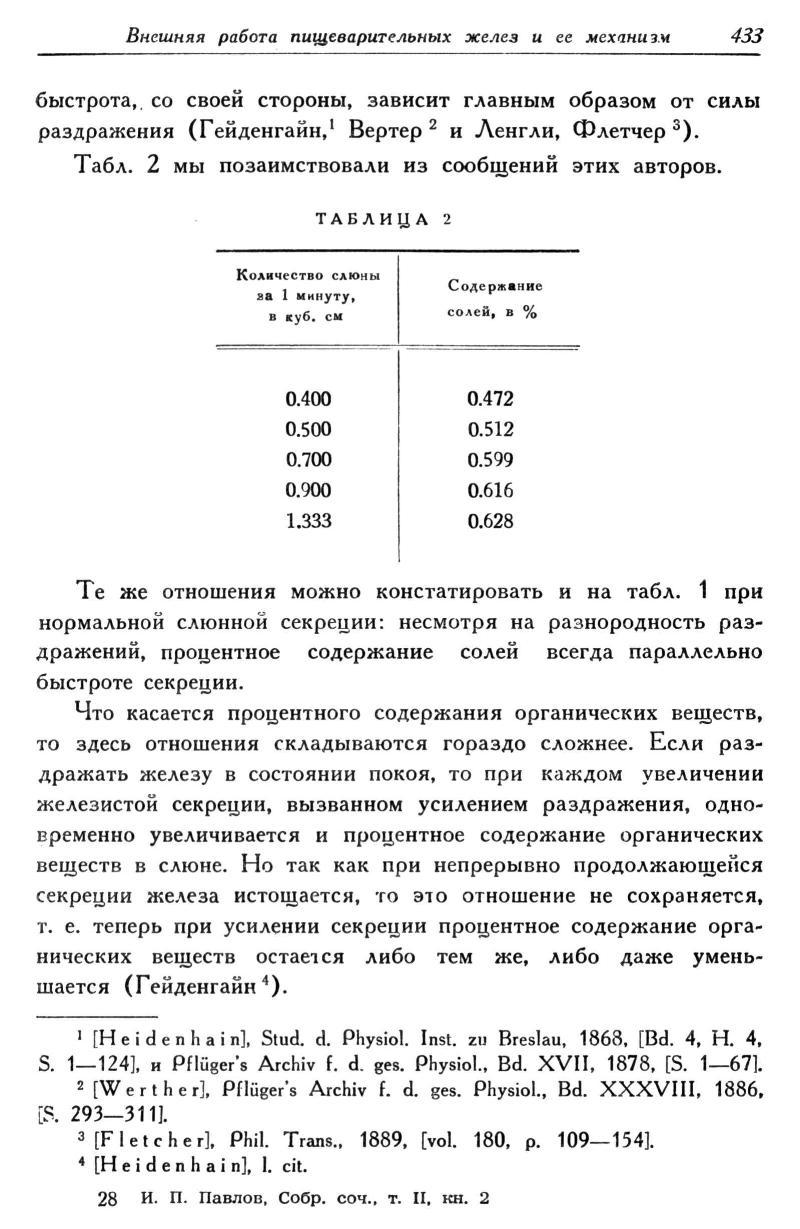 Внешняя работа пищеварительных желез и ее механизм 433
быстрота, со своей стороны, зависит главным образом от силы
раздражения (Гейденгайн,¹ Вертер ² и Ленгли, Флетчер ³).
Табл. 2 мы позаимствовали из сообщений этих авторов.
ТАБЛИЦА 2
Количество слюны
за 1 минуту,
в куб. см
Содержание
солей, в %
0.400 0.472
0.500 0.512
0.700 0.599
0.900 0.616
1.333 0.628
Те же отношения можно констатировать и на табл. 1 при
нормальной слюнной секреции: несмотря на разнородность раз-
дражений, процентное содержание солей всегда параллельно
быстроте секреции.
Что касается процентного содержания органических веществ,
то здесь отношения складываются гораздо сложнее. Если раз-
дражать железу в состоянии покоя, то при каждом увеличении
железистой секреции, вызванном усилением раздражения, одно-
временно увеличивается и процентное содержание органических
веществ в слюне. Но так как при непрерывно продолжающейся
секреции железа истощается, то это отношение не сохраняется,
т. е. теперь при усилении секреции процентное содержание орга-
нических веществ остается либо тем же, либо даже умень-
шается (Гейденгайн ⁴).
¹ [Heidenhain], Stud. d. Physiol. Inst. zu Breslau, 1868, [Bd. 4, H. 4,
S. 1—124], и Pflüger's Archiv f. d. ges. Physiol., Bd. XVII, 1878, [S. 1—67].
² [Werther], Pflüger's Archiv f. d. ges. Physiol., Bd. XXXVIII, 1886,
[S. 293—311].
³ [Fletcher], Phil. Trans., 1889, [vol. 180, p. 109—154].
⁴ [Heidenhain], l. cit.
28 И. П. Павлов, Собр. соч., т. II, кн. 2